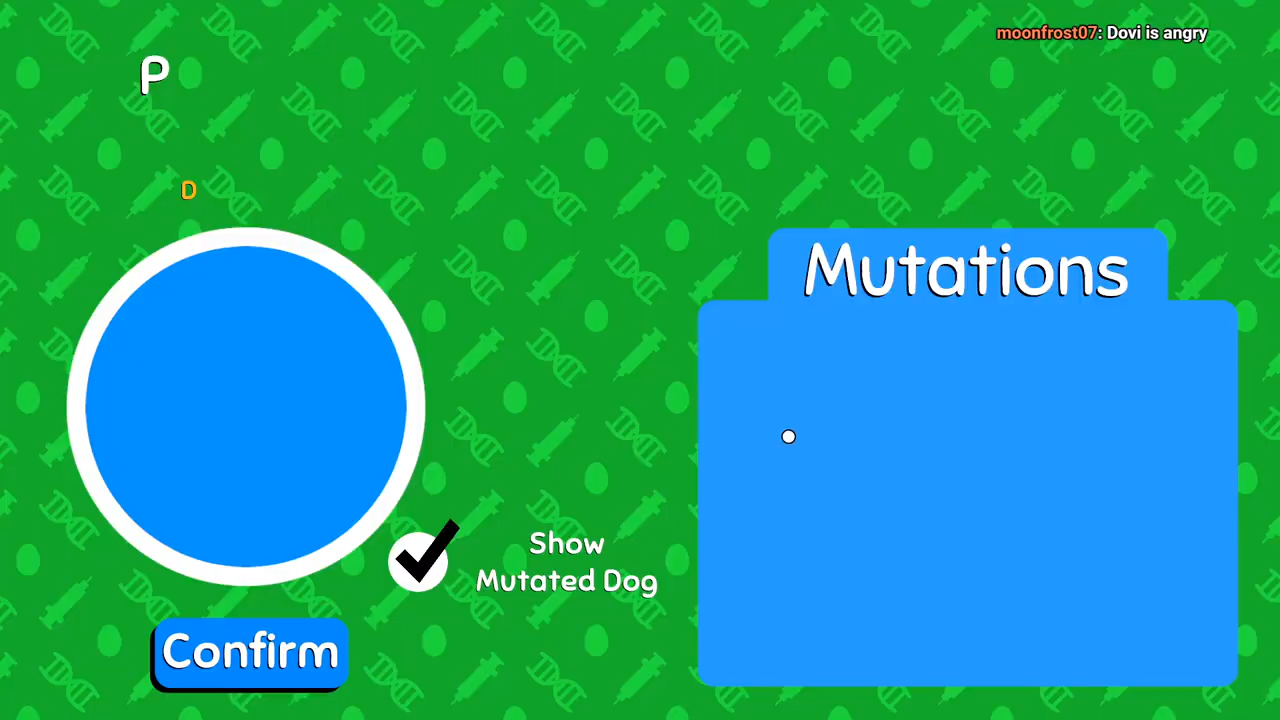 moonfrost07: Dovi is angry
P
D
Mutations
Show
Mutated Dog
Confirm